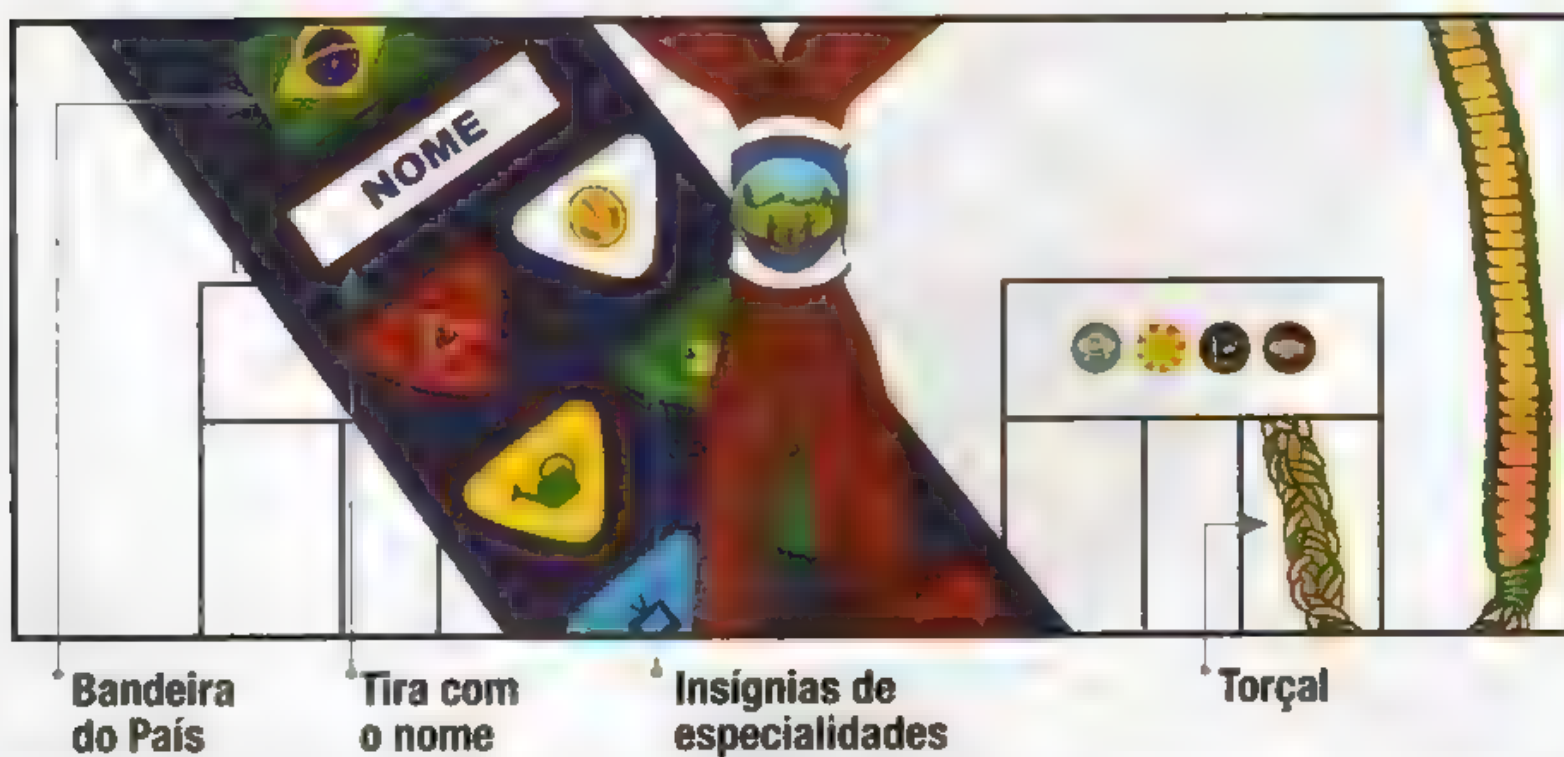 NOME
Bandeira
do País
Tira com
o nome
Insígnias de
especialidades
Torçal